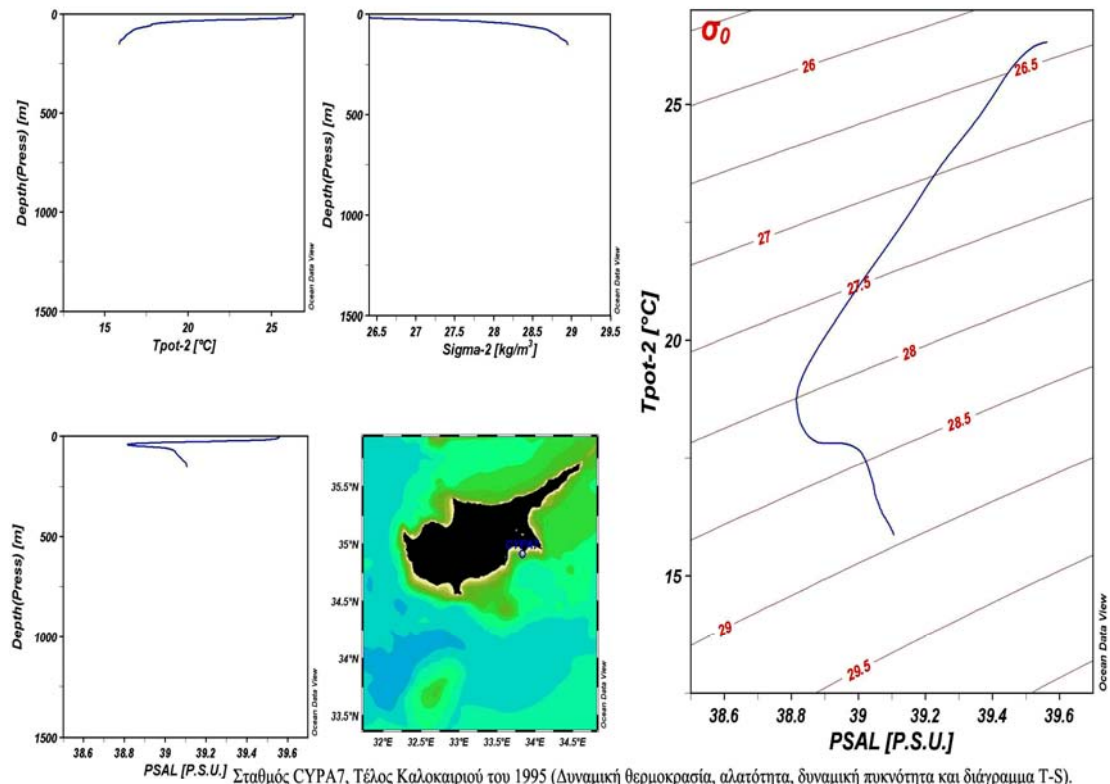 0
500
1000
1500
Depth(Press) [m]
15 20 25
Tpot-2 [°C]
Ocean Data View
0
500
1000
1500
Depth(Press) [m]
26.5 27 27.5 28 28.5 29 29.5
Sigma-2 [kg/m³]
Ocean Data View
σ₀
26
26.5
27
27.5
28
28.5
29
29.5
25
20
15
Tpot-2 [°C]
38.6 38.8 39 39.2 39.4 39.6
PSAL [P.S.U.]
Ocean Data View
0
500
1000
1500
Depth(Press) [m]
38.6 38.8 39 39.2 39.4 39.6
PSAL [P.S.U.]
Ocean Data View
35.5°N
35°N
34.5°N
34°N
33.5°N
32°E 32.5°E 33°E 33.5°E 34°E 34.5°E
Ocean Data View
Σταθμός CYPA7, Τέλος Καλοκαιριού του 1995 (Δυναμική θερμοκρασία, αλατότητα, δυναμική πυκνότητα και διάγραμμα T-S).